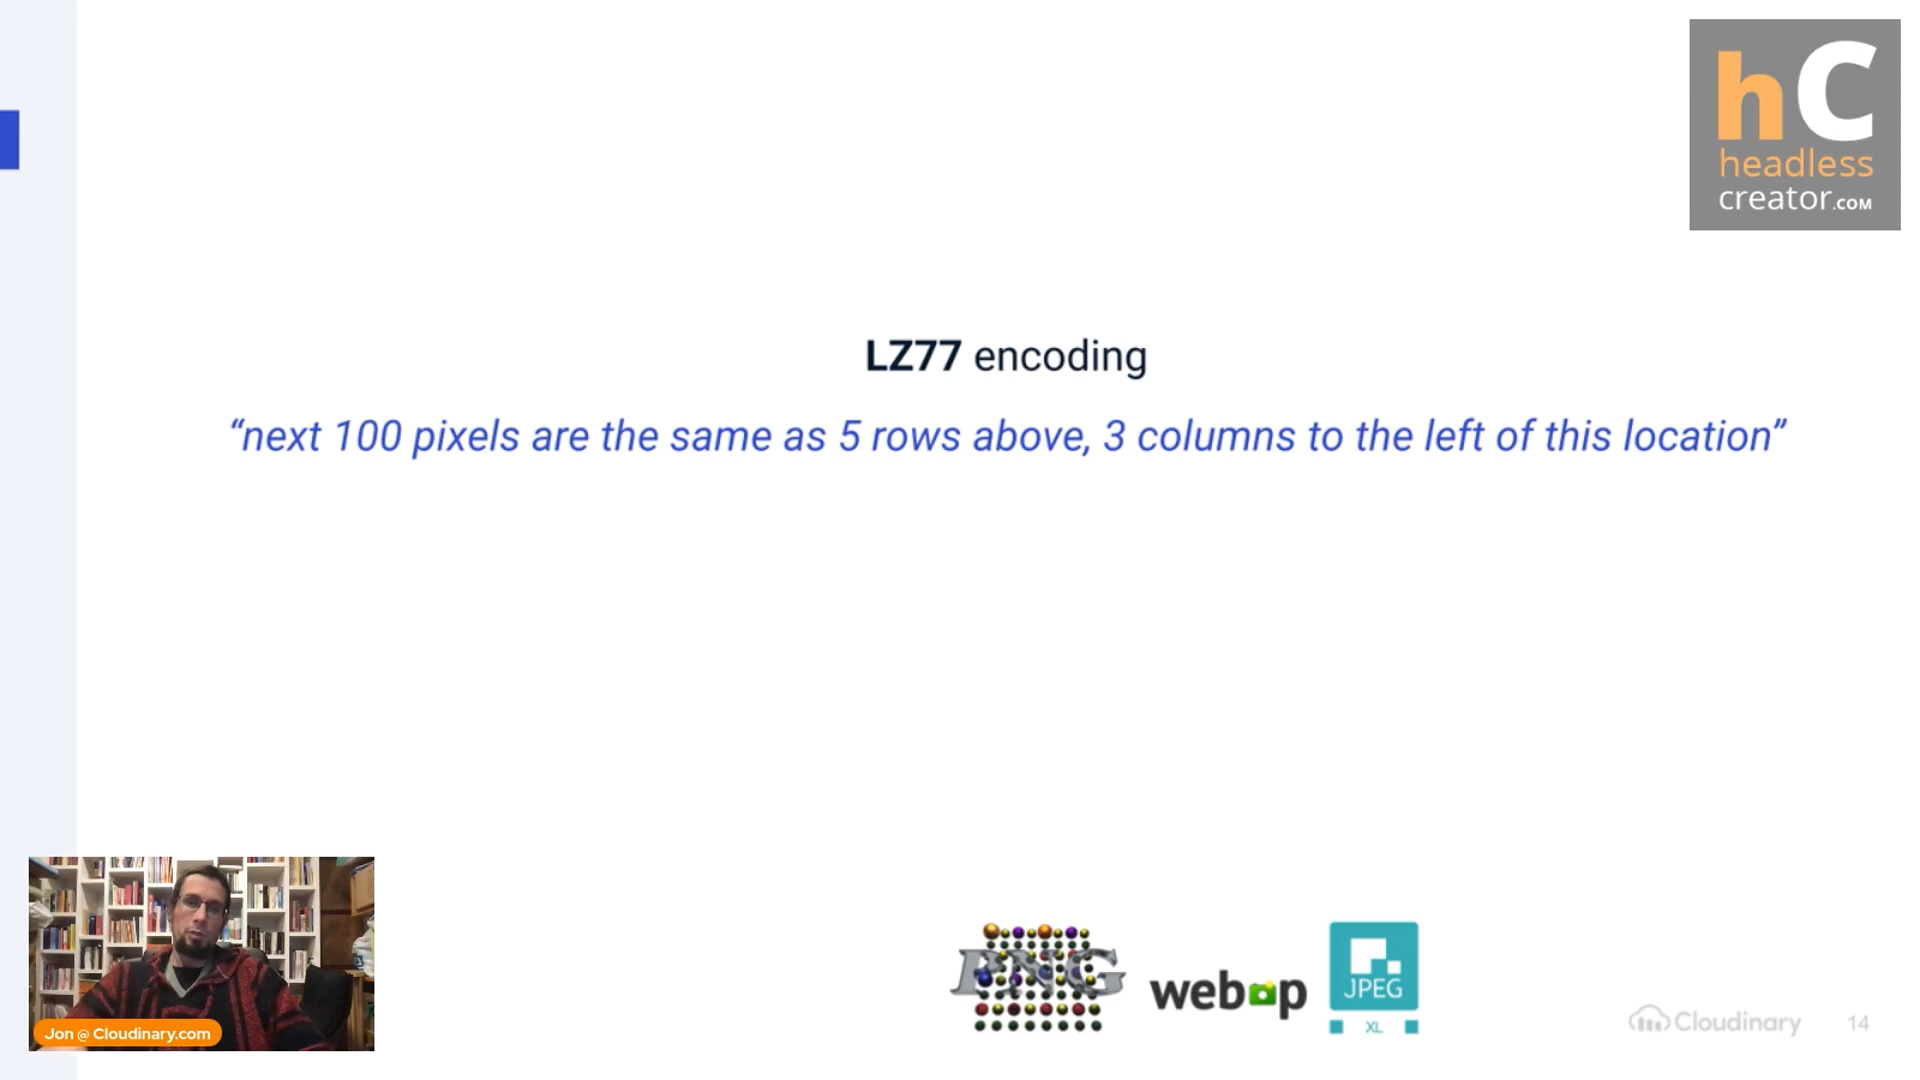 hC
headless
creator.COM
LZ77 encoding
“next 100 pixels are the same as 5 rows above, 3 columns to the left of this location”
Jon @ Cloudinary.com
PNG
webp
JPEG
XL
Cloudinary
14